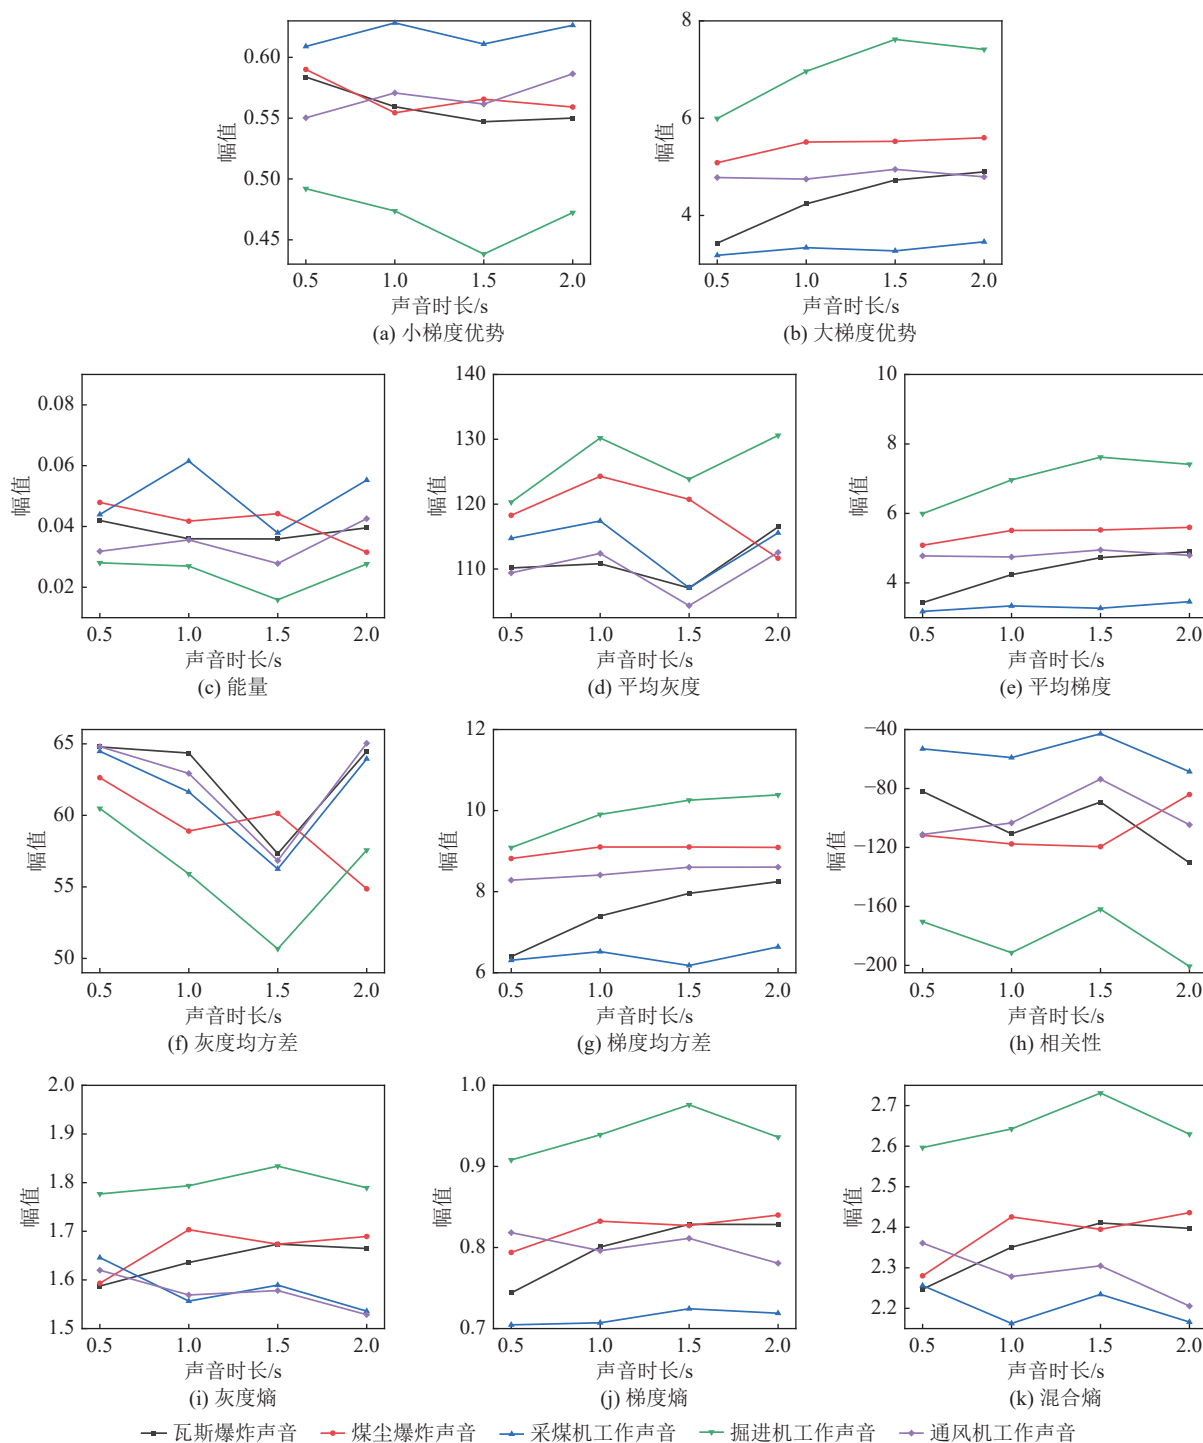 0.60
0.55
0.50
0.45
幅值
0.5 1.0 1.5 2.0
声音时长/s
(a) 小梯度优势
8
6
4
幅值
0.5 1.0 1.5 2.0
声音时长/s
(b) 大梯度优势
0.08
0.06
0.04
0.02
幅值
0.5 1.0 1.5 2.0
声音时长/s
(c) 能量
140
130
120
110
幅值
0.5 1.0 1.5 2.0
声音时长/s
(d) 平均灰度
10
8
6
4
幅值
0.5 1.0 1.5 2.0
声音时长/s
(e) 平均梯度
65
60
55
50
幅值
0.5 1.0 1.5 2.0
声音时长/s
(f) 灰度均方差
12
10
8
6
幅值
0.5 1.0 1.5 2.0
声音时长/s
(g) 梯度均方差
−40
−80
−120
−160
−200
幅值
0.5 1.0 1.5 2.0
声音时长/s
(h) 相关性
2.0
1.9
1.8
1.7
1.6
1.5
幅值
0.5 1.0 1.5 2.0
声音时长/s
(i) 灰度熵
1.0
0.9
0.8
0.7
幅值
0.5 1.0 1.5 2.0
声音时长/s
(j) 梯度熵
2.7
2.6
2.5
2.4
2.3
2.2
幅值
0.5 1.0 1.5 2.0
声音时长/s
(k) 混合熵
瓦斯爆炸声音 煤尘爆炸声音 采煤机工作声音 掘进机工作声音 通风机工作声音